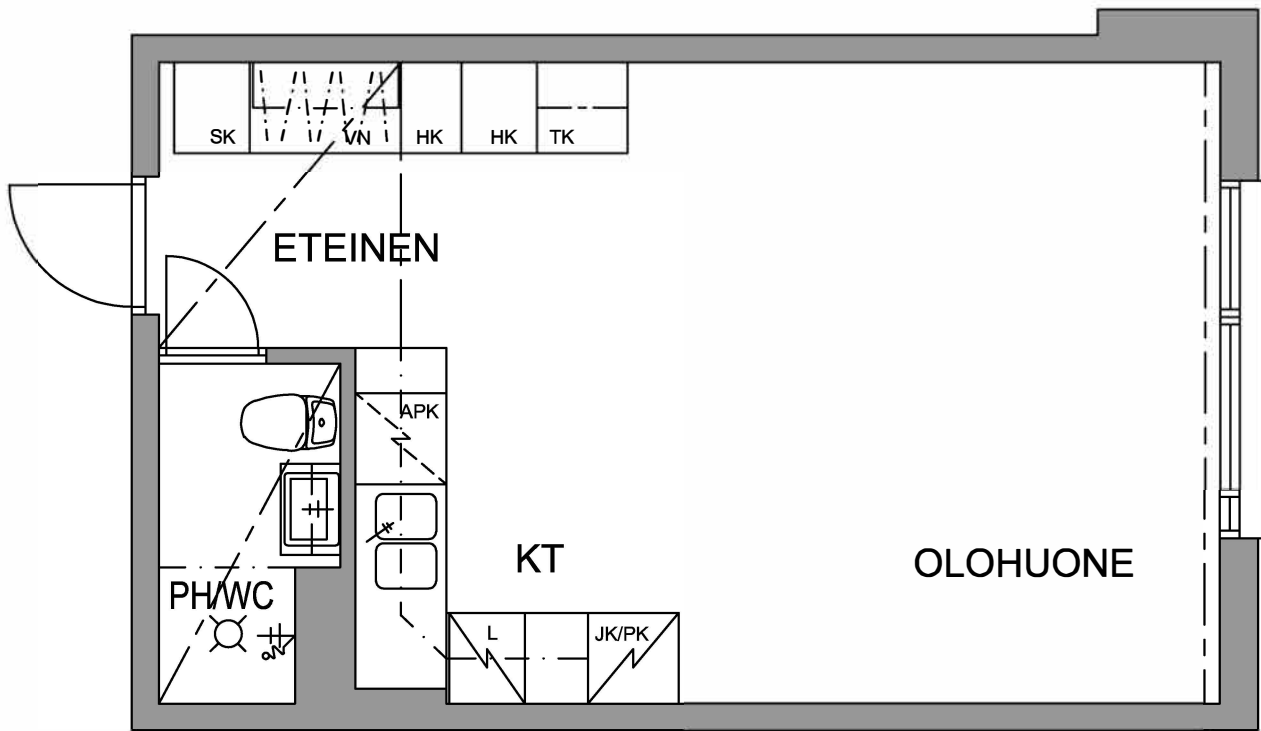 SK VN HK HK TK
ETEINEN
APK
KT
OLOHUONE
PH/WC
L JK/PK